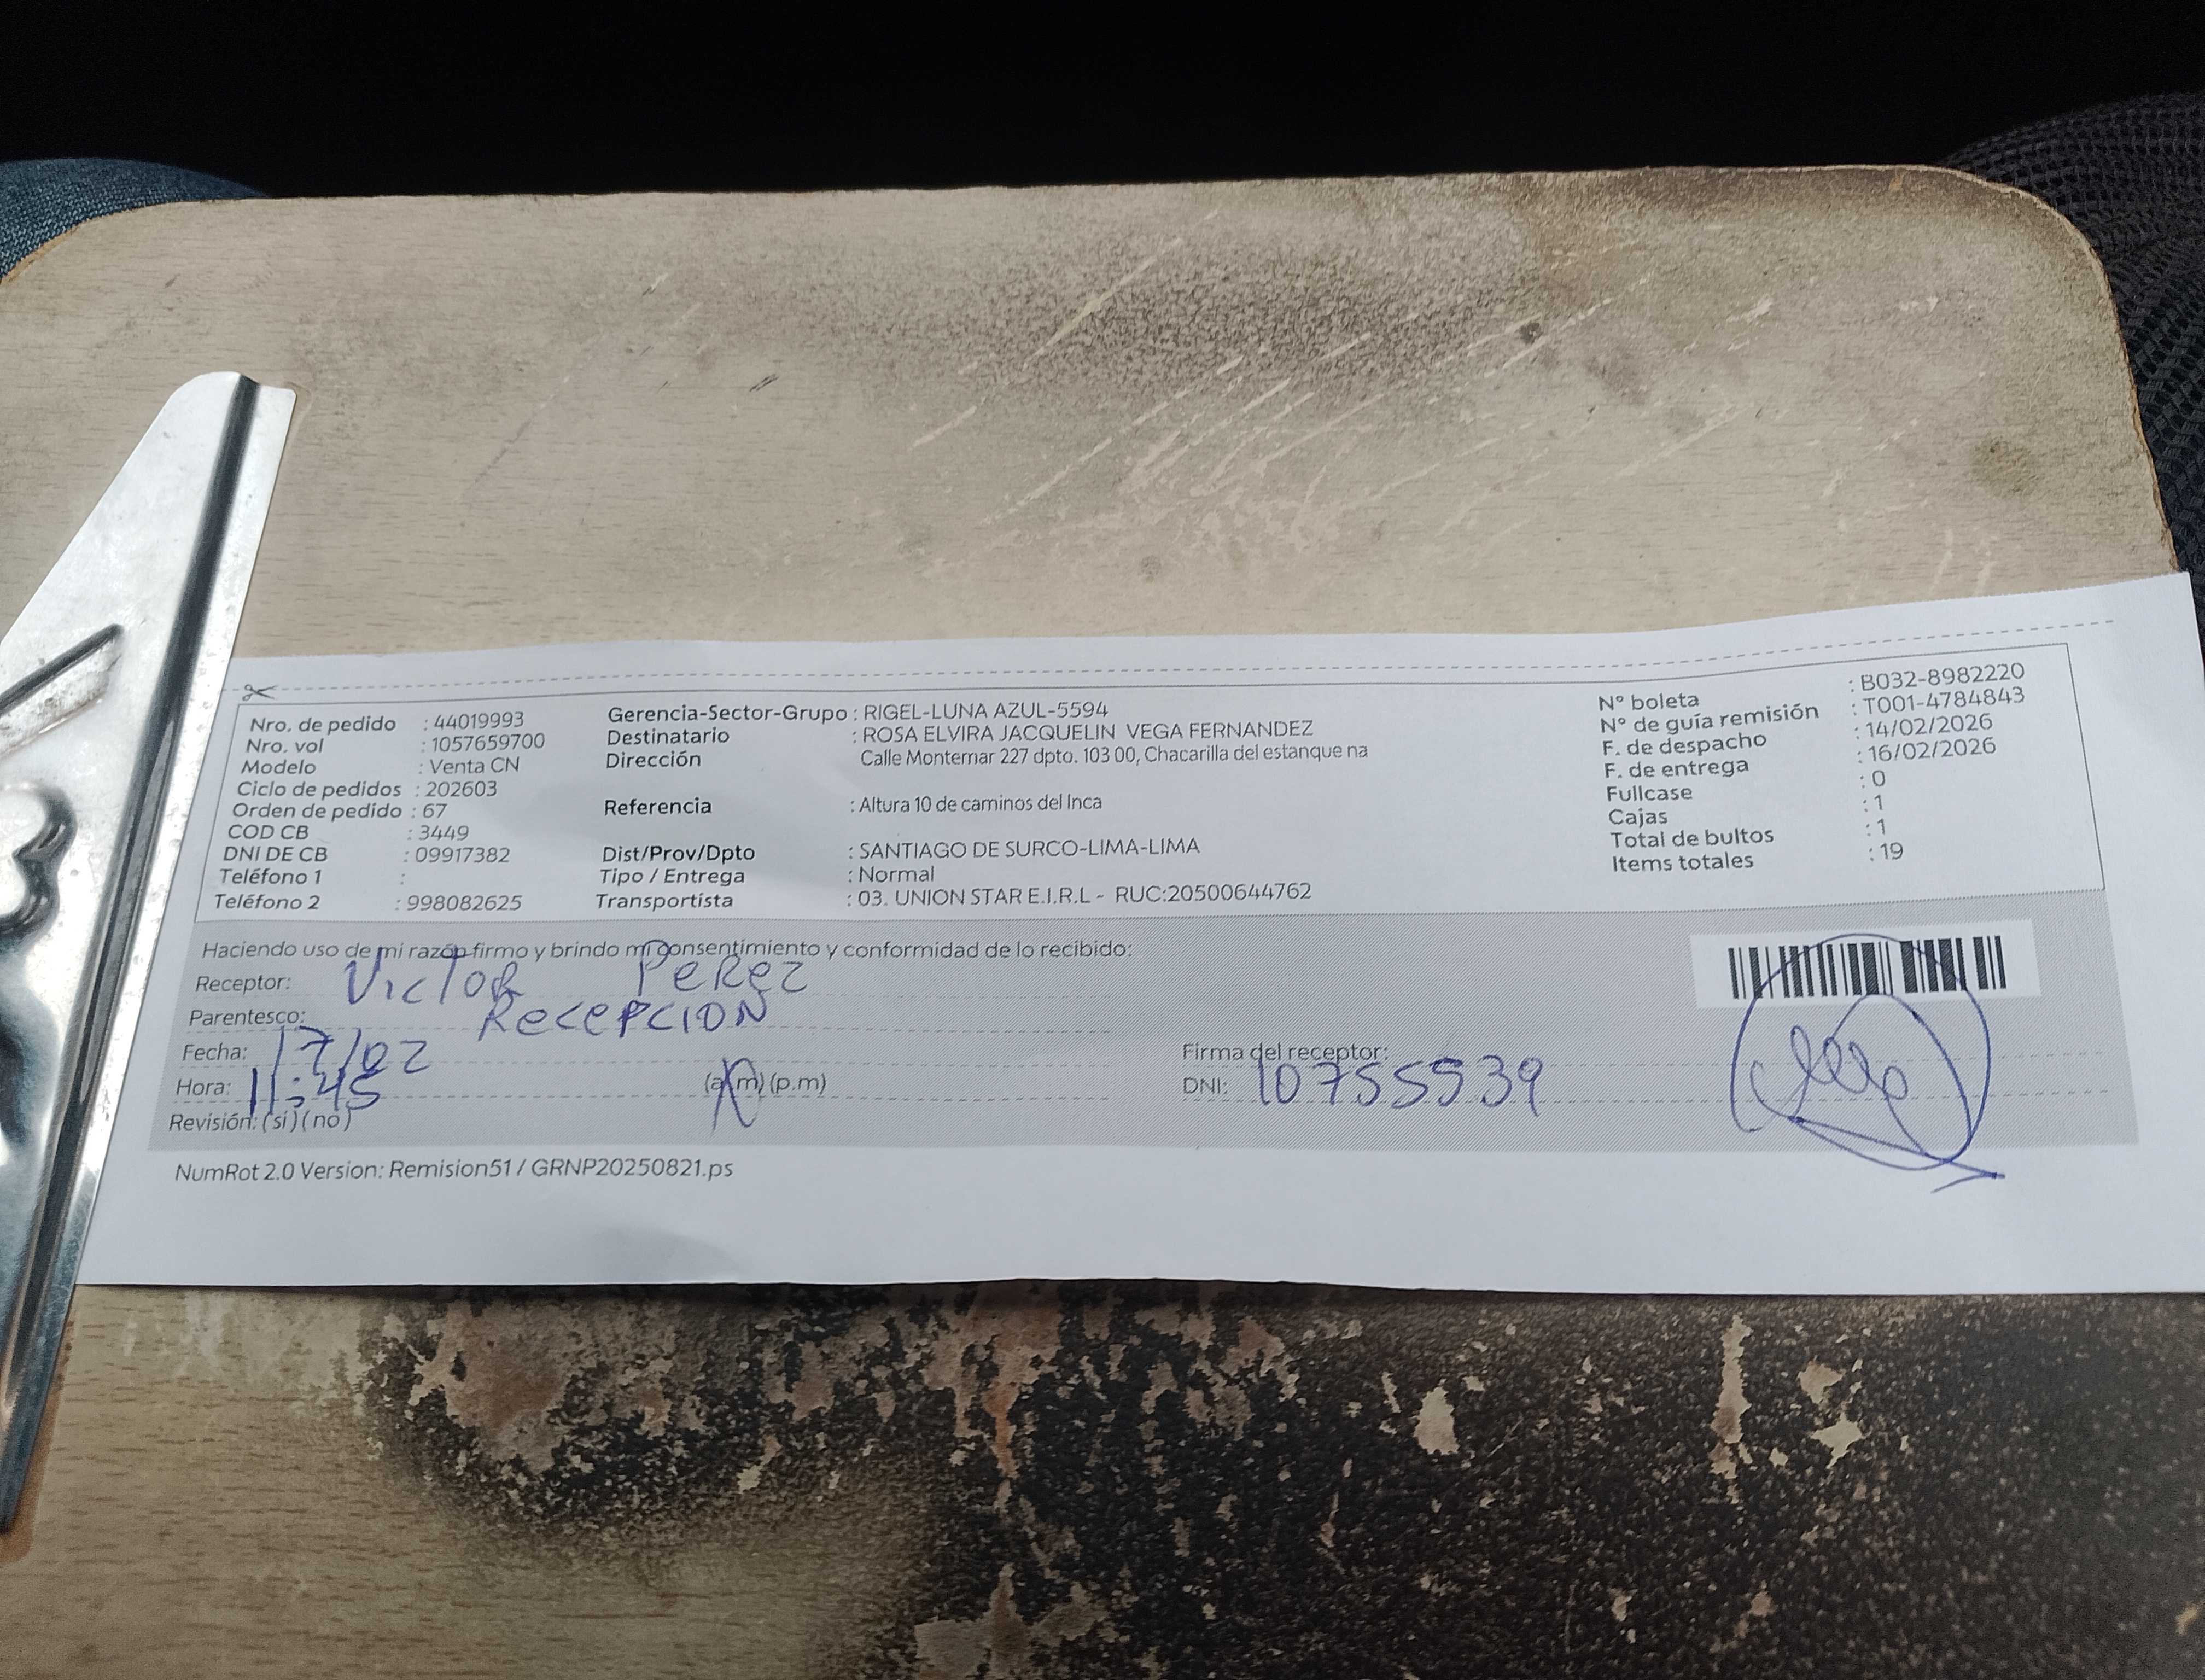 Nro. de pedido : 44019993
Nro. vol : 1057659700
Modelo : Venta CN
Ciclo de pedidos : 202603
Orden de pedido : 67
COD CB : 3449
DNI DE CB : 09917382
Teléfono 1 :
Teléfono 2 : 998082625
Gerencia-Sector-Grupo : RIGEL-LUNA AZUL-5594
Destinatario : ROSA ELVIRA JACQUELIN VEGA FERNANDEZ
Dirección Calle Montemar 227 dpto. 103 00, Chacarilla del estanque na
Referencia : Altura 10 de caminos del Inca
Dist/Prov/Dpto : SANTIAGO DE SURCO-LIMA-LIMA
Tipo / Entrega : Normal
Transportista : 03. UNION STAR E.I.R.L - RUC:20500644762
N° boleta : B032-8982220
N° de guía remisión : T001-4784843
F. de despacho : 14/02/2026
F. de entrega : 16/02/2026
Fullcase : 0
Cajas : 1
Total de bultos : 1
Items totales : 19
Haciendo uso de mi razón firmo y brindo mi consentimiento y conformidad de lo recibido:
Receptor: VICTOR PEREZ
Parentesco: RECEPCION
Fecha: 17/02
Hora: 11:45 (a.m) (p.m)
Revisión: (si) (no)
Firma del receptor:
DNI: 10755939
NumRot 2.0 Version: Remision51 / GRNP20250821.ps